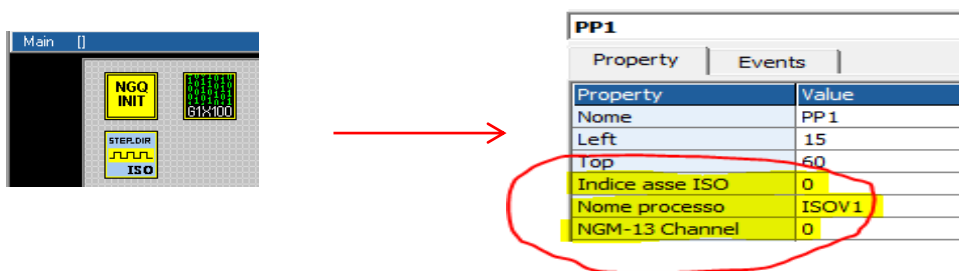 Main []
NGQ
INIT
G1X100
STEP.DIR
ISO
PP1
Property Events
Property Value
Nome PP1
Left 15
Top 60
Indice asse ISO 0
Nome processo ISOV1
NGM-13 Channel 0